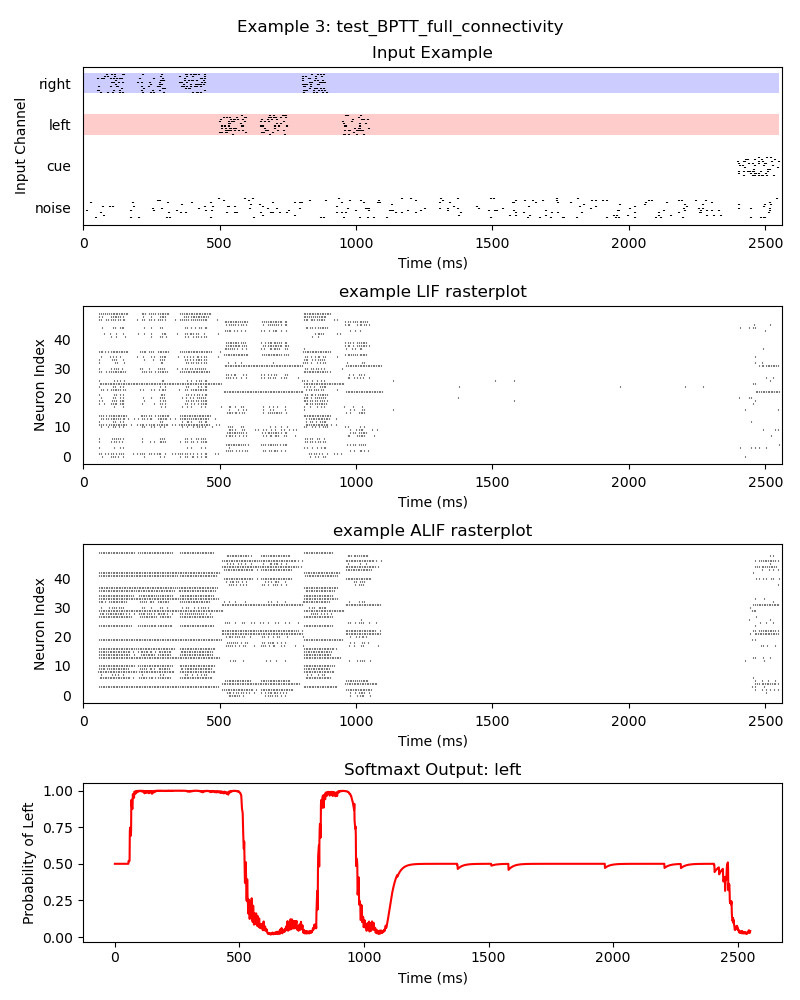 Example 3: test_BPTT_full_connectivity
Input Example
Input Channel
right
left
cue
noise
0 500 1000 1500 2000 2500
Time (ms)
example LIF rasterplot
Neuron Index
40
30
20
10
0
0 500 1000 1500 2000 2500
Time (ms)
example ALIF rasterplot
Neuron Index
40
30
20
10
0
0 500 1000 1500 2000 2500
Time (ms)
Softmaxt Output: left
Probability of Left
1.00
0.75
0.50
0.25
0.00
0 500 1000 1500 2000 2500
Time (ms)